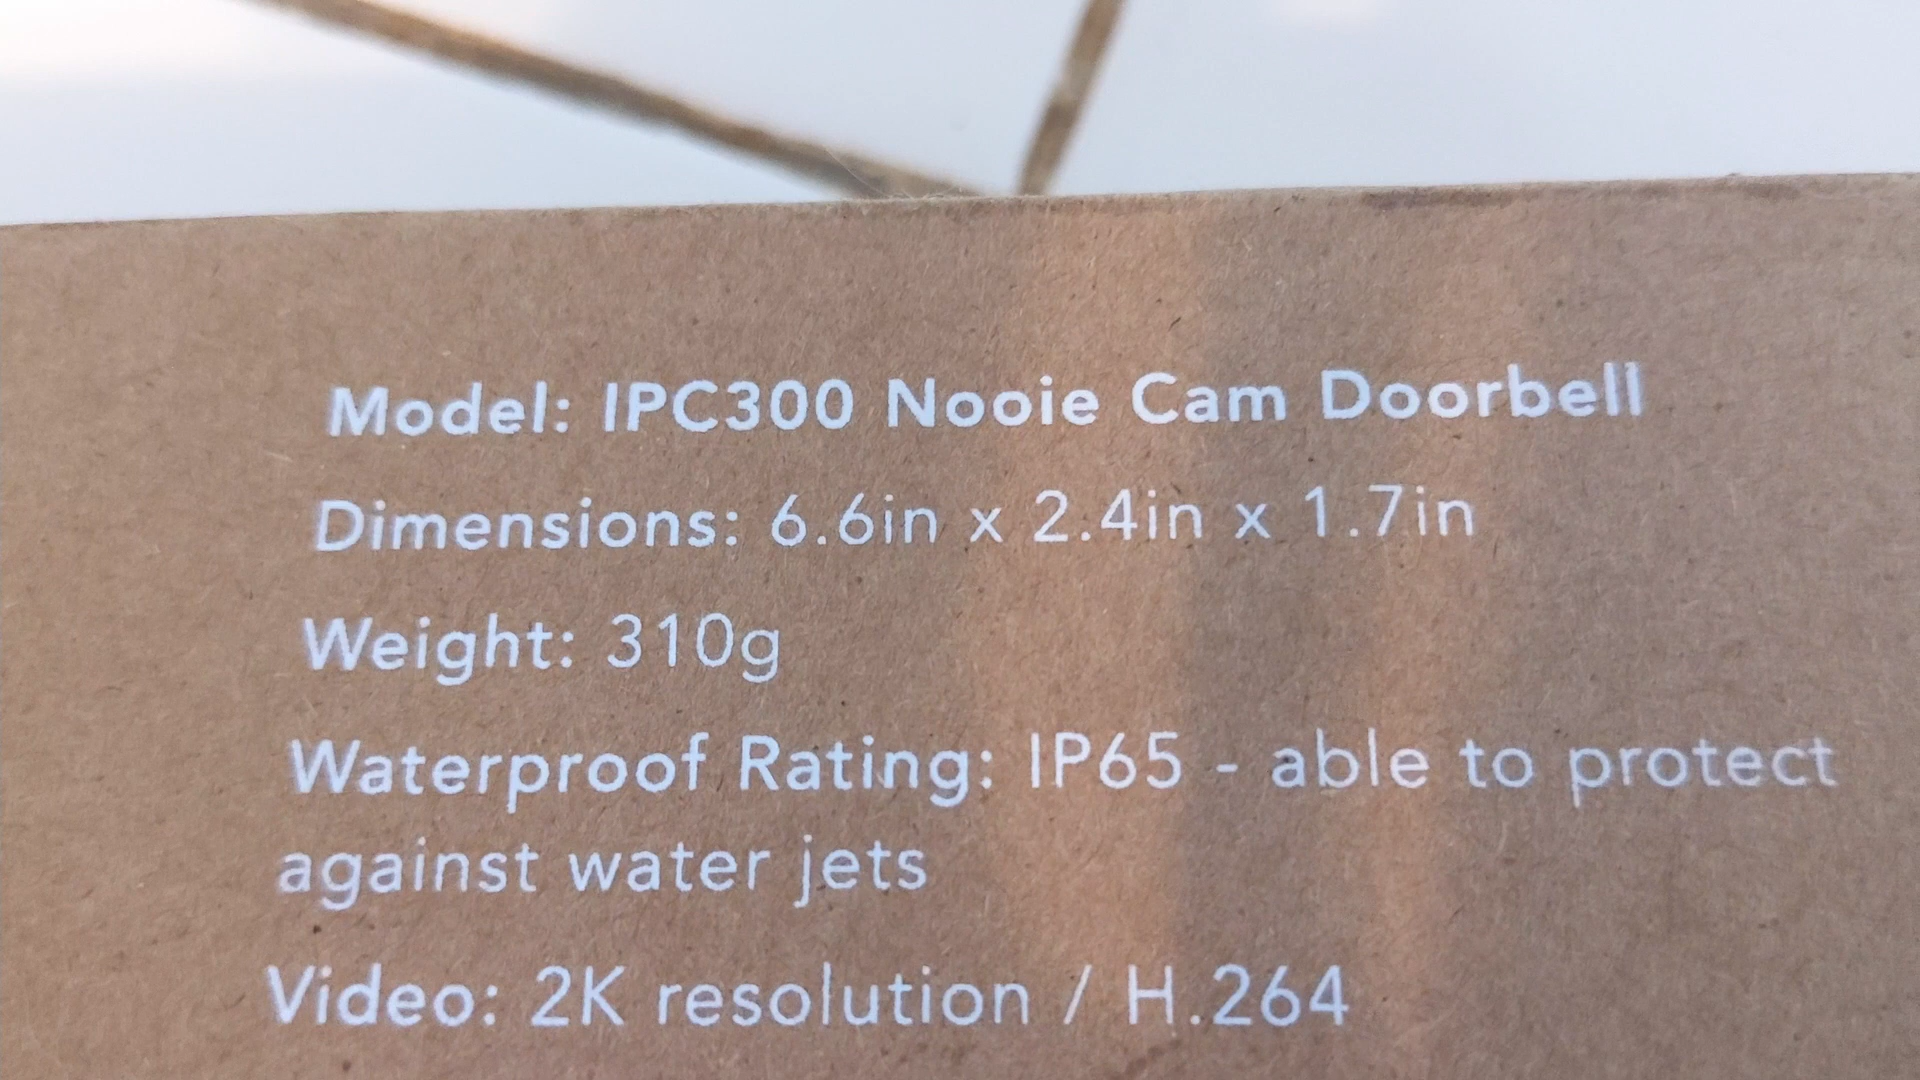 Model: IPC300 Nooie Cam Doorbell
Dimensions: 6.6in x 2.4in x 1.7in
Weight: 310g
Waterproof Rating: IP65 - able to protect
against water jets
Video: 2K resolution / H.264